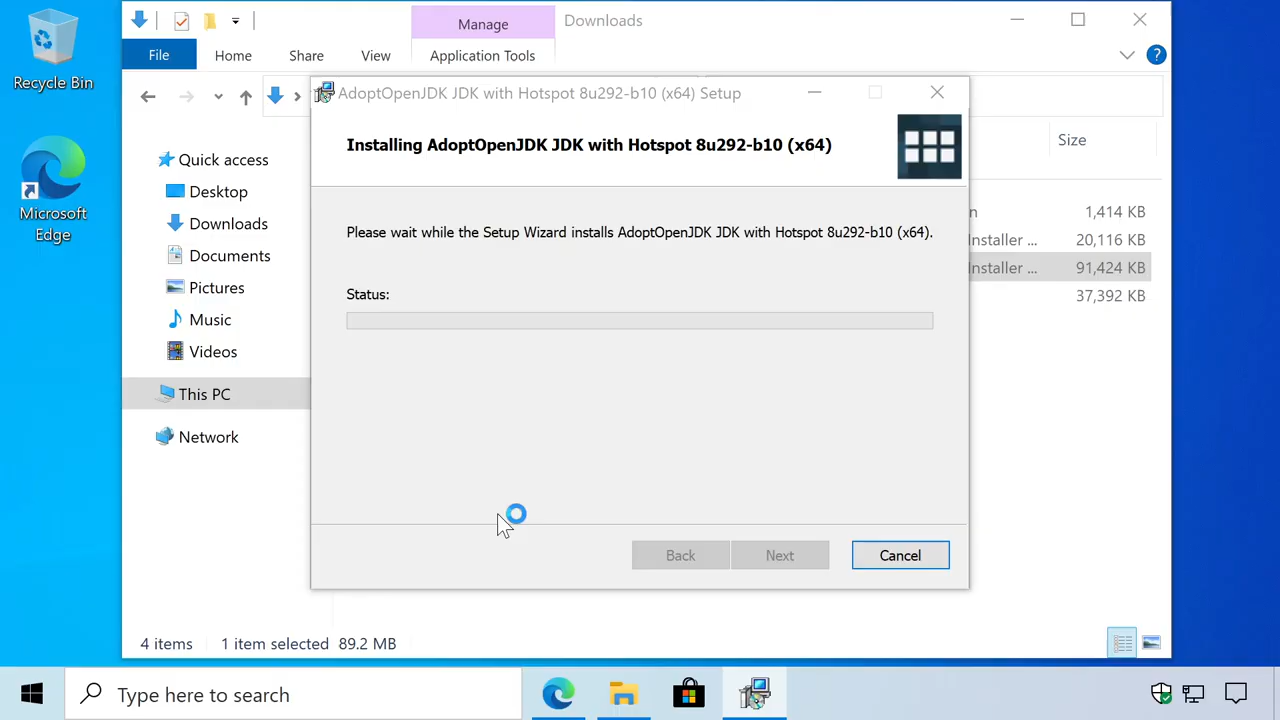 Recycle Bin
Microsoft
Edge
Manage
Downloads
File
Home
Share
View
Application Tools
AdoptOpenJDK JDK with Hotspot 8u292-b10 (x64) Setup
Installing AdoptOpenJDK JDK with Hotspot 8u292-b10 (x64)
Please wait while the Setup Wizard installs AdoptOpenJDK JDK with Hotspot 8u292-b10 (x64).
Status:
Back
Next
Cancel
Quick access
Desktop
Downloads
Documents
Pictures
Music
Videos
This PC
Network
Size
n 1,414 KB
Installer ... 20,116 KB
Installer ... 91,424 KB
37,392 KB
4 items
1 item selected 89.2 MB
Type here to search